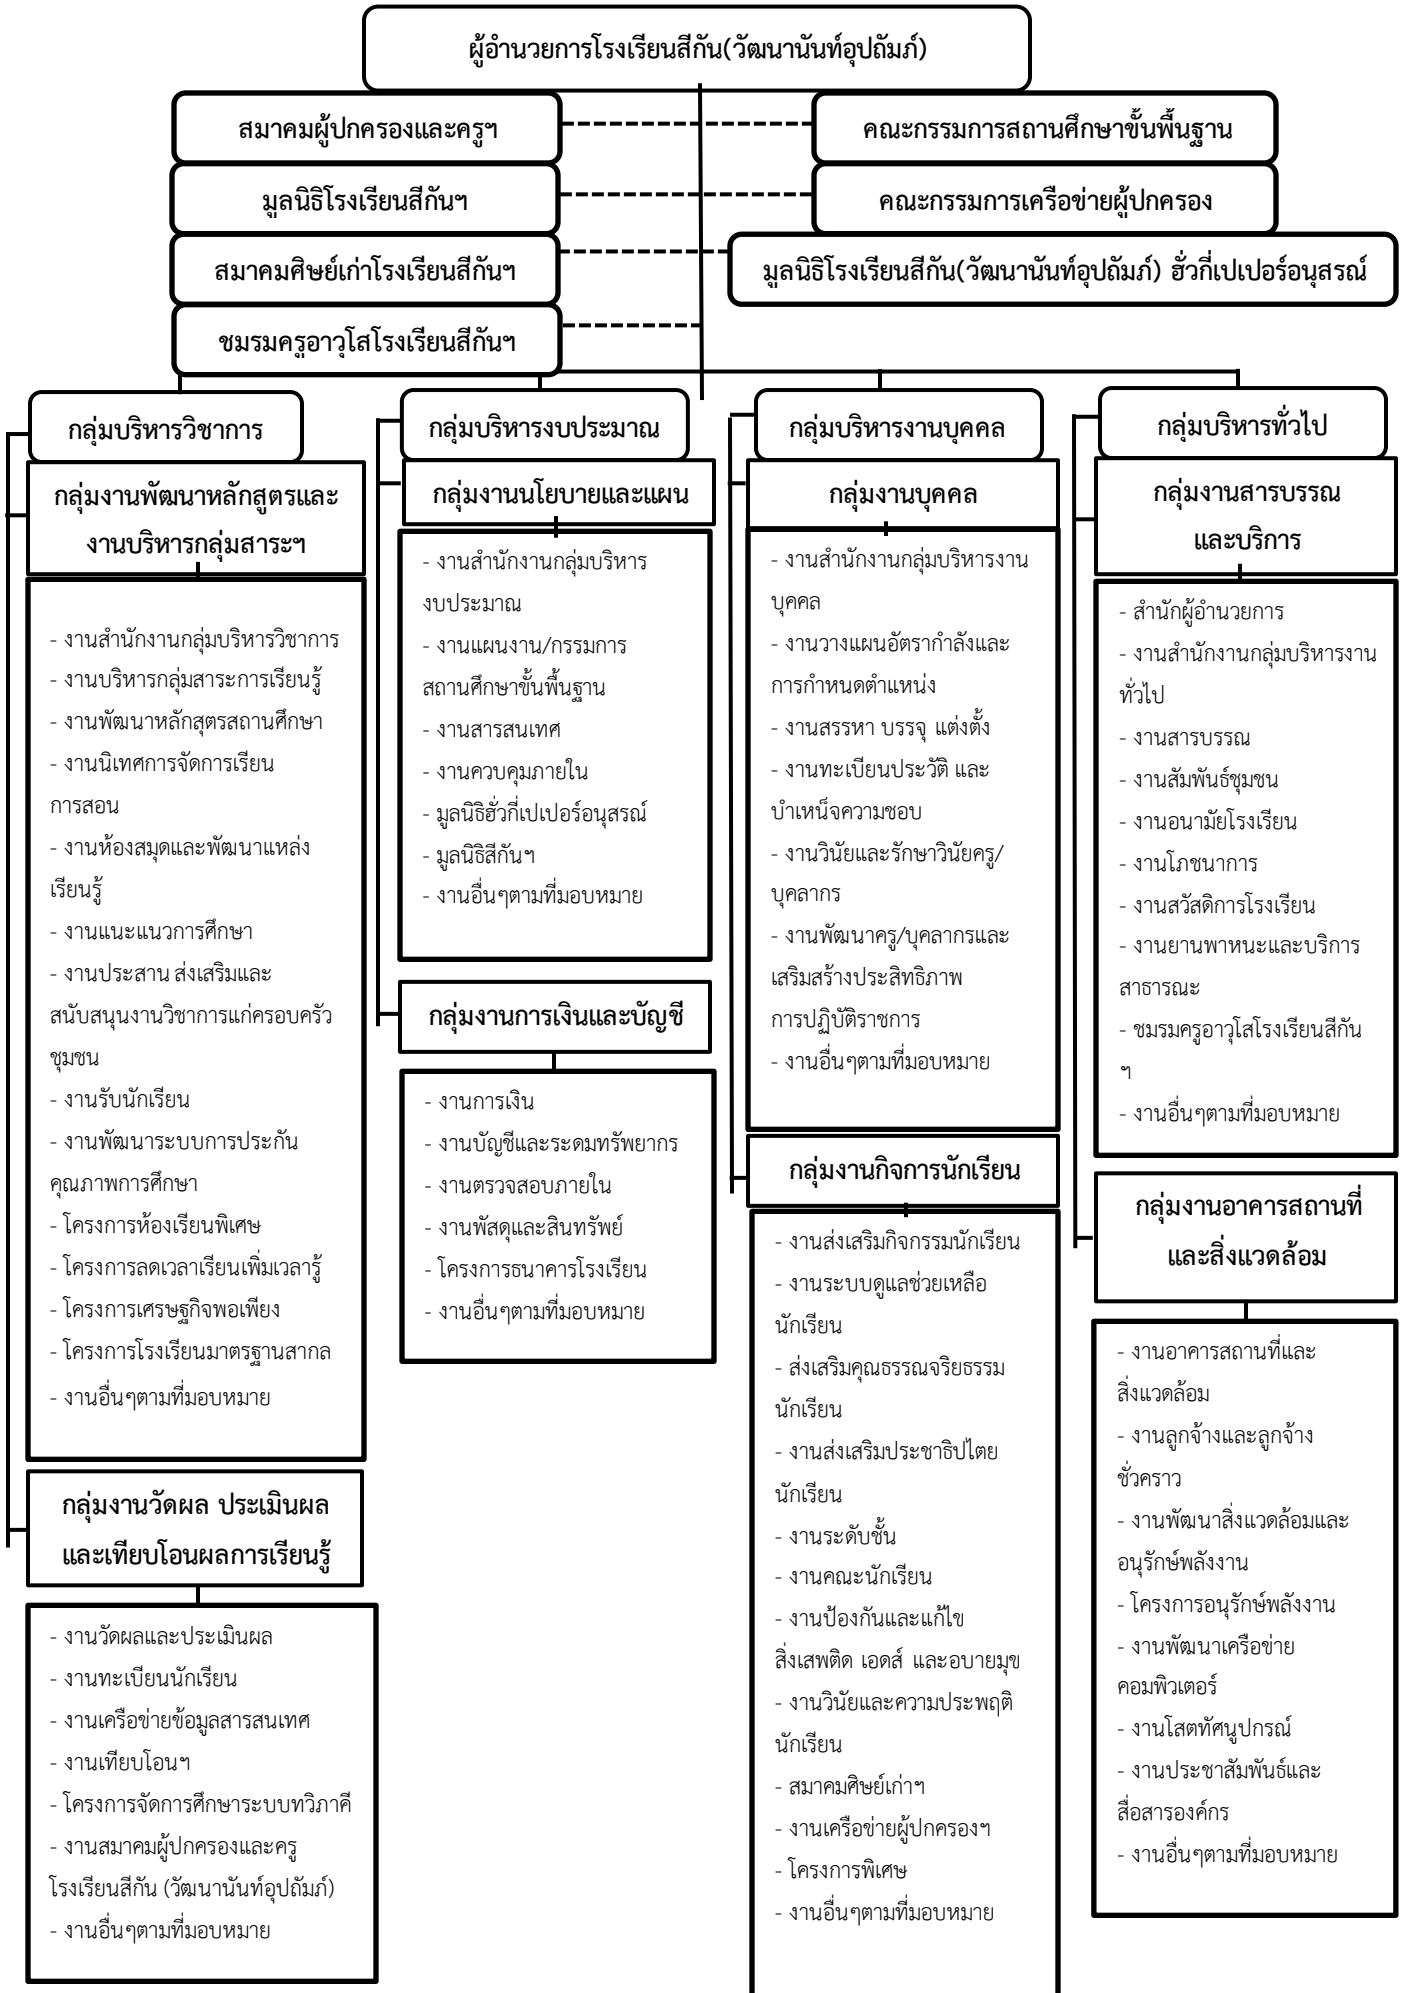 ผู้อำนวยการโรงเรียนสีกัน(วัฒนานันท์อุปถัมภ์)
สมาคมผู้ปกครองและครูฯ
คณะกรรมการสถานศึกษาขั้นพื้นฐาน
มูลนิธิโรงเรียนสีกันฯ
คณะกรรมการเครือข่ายผู้ปกครอง
สมาคมศิษย์เก่าโรงเรียนสีกันฯ
มูลนิธิโรงเรียนสีกัน(วัฒนานันท์อุปถัมภ์) ฮั่วกี่เปเปอร์อนุสรณ์
ชมรมครูอาวุโสโรงเรียนสีกันฯ
กลุ่มบริหารวิชาการ
กลุ่มงานพัฒนาหลักสูตรและ
งานบริหารกลุ่มสาระฯ
- งานสำนักงานกลุ่มบริหารวิชาการ
- งานบริหารกลุ่มสาระการเรียนรู้
- งานพัฒนาหลักสูตรสถานศึกษา
- งานนิเทศการจัดการเรียน
การสอน
- งานห้องสมุดและพัฒนาแหล่ง
เรียนรู้
- งานแนะแนวการศึกษา
- งานประสาน ส่งเสริมและ
สนับสนุนงานวิชาการแก่ครอบครัว
ชุมชน
- งานรับนักเรียน
- งานพัฒนาระบบการประกัน
คุณภาพการศึกษา
- โครงการห้องเรียนพิเศษ
- โครงการลดเวลาเรียนเพิ่มเวลารู้
- โครงการเศรษฐกิจพอเพียง
- โครงการโรงเรียนมาตรฐานสากล
- งานอื่นๆตามที่มอบหมาย
กลุ่มงานวัดผล ประเมินผล
และเทียบโอนผลการเรียนรู้
- งานวัดผลและประเมินผล
- งานทะเบียนนักเรียน
- งานเครือข่ายข้อมูลสารสนเทศ
- งานเทียบโอนฯ
- โครงการจัดการศึกษาระบบทวิภาคี
- งานสมาคมผู้ปกครองและครู
โรงเรียนสีกัน (วัฒนานันท์อุปถัมภ์)
- งานอื่นๆตามที่มอบหมาย
กลุ่มบริหารงบประมาณ
กลุ่มงานนโยบายและแผน
- งานสำนักงานกลุ่มบริหาร
งบประมาณ
- งานแผนงาน/กรรมการ
สถานศึกษาขั้นพื้นฐาน
- งานสารสนเทศ
- งานควบคุมภายใน
- มูลนิธิฮั่วกี่เปเปอร์อนุสรณ์
- มูลนิธิสีกันฯ
- งานอื่นๆตามที่มอบหมาย
กลุ่มงานการเงินและบัญชี
- งานการเงิน
- งานบัญชีและระดมทรัพยากร
- งานตรวจสอบภายใน
- งานพัสดุและสินทรัพย์
- โครงการธนาคารโรงเรียน
- งานอื่นๆตามที่มอบหมาย
กลุ่มบริหารงานบุคคล
กลุ่มงานบุคคล
- งานสำนักงานกลุ่มบริหารงาน
บุคคล
- งานวางแผนอัตรากำลังและ
การกำหนดตำแหน่ง
- งานสรรหา บรรจุ แต่งตั้ง
- งานทะเบียนประวัติ และ
บำเหน็จความชอบ
- งานวินัยและรักษาวินัยครู/
บุคลากร
- งานพัฒนาครู/บุคลากรและ
เสริมสร้างประสิทธิภาพ
การปฏิบัติราชการ
- งานอื่นๆตามที่มอบหมาย
กลุ่มงานกิจการนักเรียน
- งานส่งเสริมกิจกรรมนักเรียน
- งานระบบดูแลช่วยเหลือ
นักเรียน
- ส่งเสริมคุณธรรณจริยธรรม
นักเรียน
- งานส่งเสริมประชาธิปไตย
นักเรียน
- งานระดับชั้น
- งานคณะนักเรียน
- งานป้องกันและแก้ไข
สิ่งเสพติด เอดส์ และอบายมุข
- งานวินัยและความประพฤติ
นักเรียน
- สมาคมศิษย์เก่าฯ
- งานเครือข่ายผู้ปกครองฯ
- โครงการพิเศษ
- งานอื่นๆตามที่มอบหมาย
กลุ่มบริหารทั่วไป
กลุ่มงานสารบรรณ
และบริการ
- สำนักผู้อำนวยการ
- งานสำนักงานกลุ่มบริหารงาน
ทั่วไป
- งานสารบรรณ
- งานสัมพันธ์ชุมชน
- งานอนามัยโรงเรียน
- งานโภชนาการ
- งานสวัสดิการโรงเรียน
- งานยานพาหนะและบริการ
สาธารณะ
- ชมรมครูอาวุโสโรงเรียนสีกัน
ฯ
- งานอื่นๆตามที่มอบหมาย
กลุ่มงานอาคารสถานที่
และสิ่งแวดล้อม
- งานอาคารสถานที่และ
สิ่งแวดล้อม
- งานลูกจ้างและลูกจ้าง
ชั่วคราว
- งานพัฒนาสิ่งแวดล้อมและ
อนุรักษ์พลังงาน
- โครงการอนุรักษ์พลังงาน
- งานพัฒนาเครือข่าย
คอมพิวเตอร์
- งานโสตทัศนูปกรณ์
- งานประชาสัมพันธ์และ
สื่อสารองค์กร
- งานอื่นๆตามที่มอบหมาย